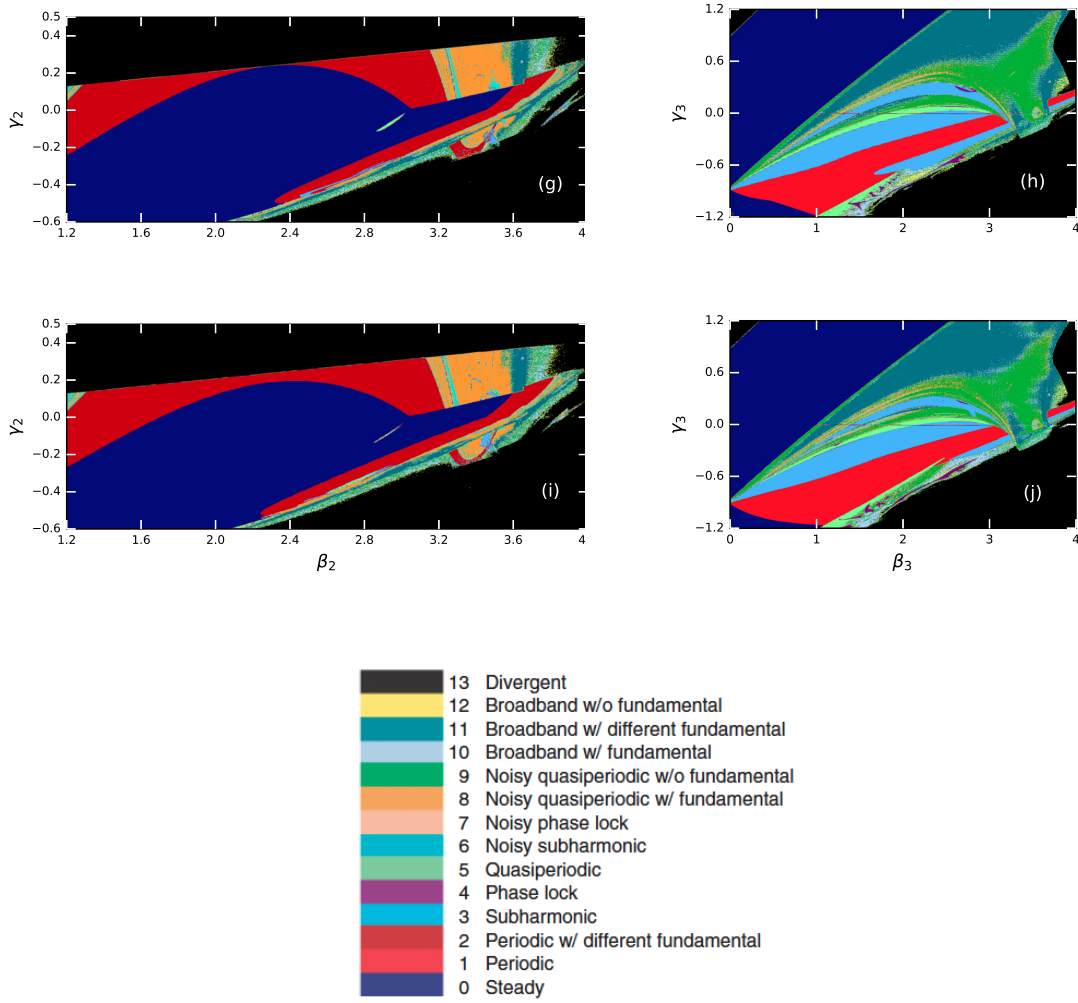 0.5
0.4
0.2
0.0
−0.2
−0.4
−0.6
γ2
(g)
1.2 1.6 2.0 2.4 2.8 3.2 3.6 4
1.2
0.6
0.0
−0.6
−1.2
γ3
(h)
0 1 2 3 4
0.5
0.4
0.2
0.0
−0.2
−0.4
−0.6
γ2
(i)
1.2 1.6 2.0 2.4 2.8 3.2 3.6 4
β2
1.2
0.6
0.0
−0.6
−1.2
γ3
(j)
0 1 2 3 4
β3
13 Divergent
12 Broadband w/o fundamental
11 Broadband w/ different fundamental
10 Broadband w/ fundamental
9 Noisy quasiperiodic w/o fundamental
8 Noisy quasiperiodic w/ fundamental
7 Noisy phase lock
6 Noisy subharmonic
5 Quasiperiodic
4 Phase lock
3 Subharmonic
2 Periodic w/ different fundamental
1 Periodic
0 Steady